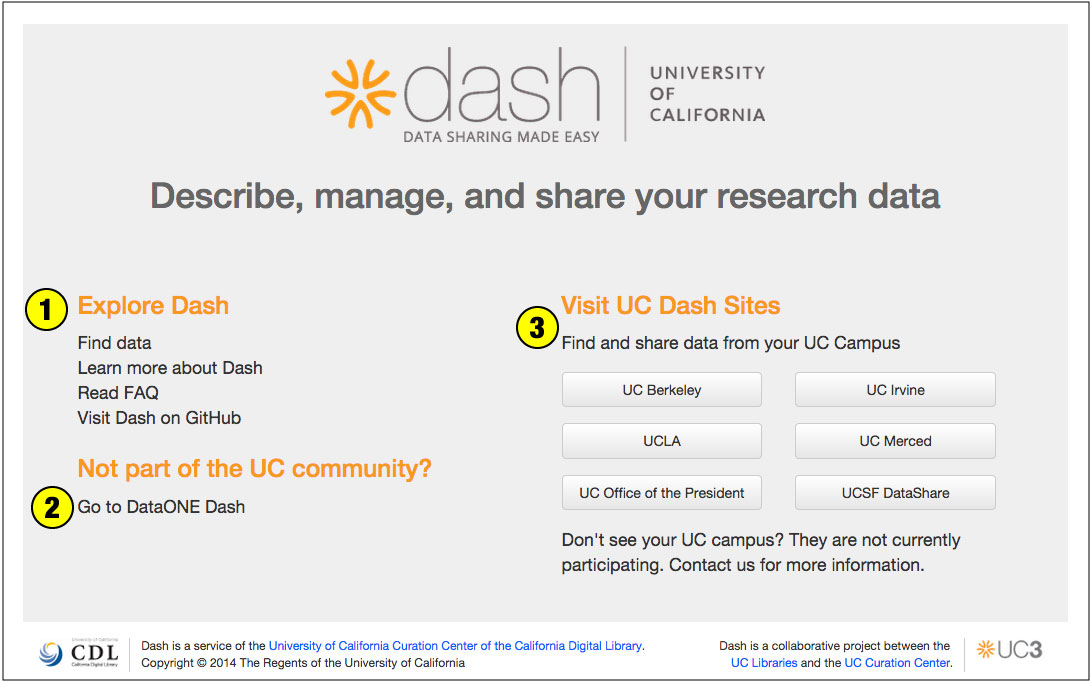 dash
DATA SHARING MADE EASY
UNIVERSITY
OF
CALIFORNIA
Describe, manage, and share your research data
1
Explore Dash
Find data
Learn more about Dash
Read FAQ
Visit Dash on GitHub
Not part of the UC community?
2
Go to DataONE Dash
3
Visit UC Dash Sites
Find and share data from your UC Campus
UC Berkeley
UC Irvine
UCLA
UC Merced
UC Office of the President
UCSF DataShare
Don't see your UC campus? They are not currently
participating. Contact us for more information.
University of California
CDL
California Digital Library
Dash is a service of the University of California Curation Center of the California Digital Library.
Copyright © 2014 The Regents of the University of California
Dash is a collaborative project between the
UC Libraries and the UC Curation Center.
UC3